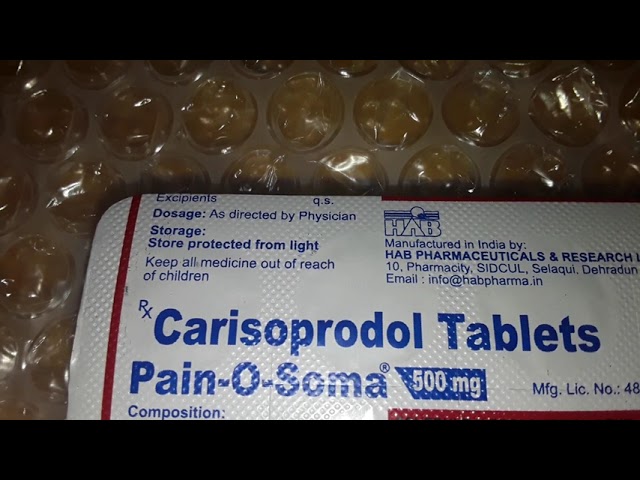 Excipients q.s.
Dosage: As directed by Physician
Storage:
Store protected from light
Keep all medicine out of reach
of children
HAB
Manufactured in India by:
HAB PHARMACEUTICALS & RESEARCH L
10, Pharmacity, SIDCUL, Selaqui, Dehradun
Email : info@habpharma.in
Rx
Carisoprodol Tablets
Pain-O-Soma® 500 mg
Mfg. Lic. No.: 48
Composition: